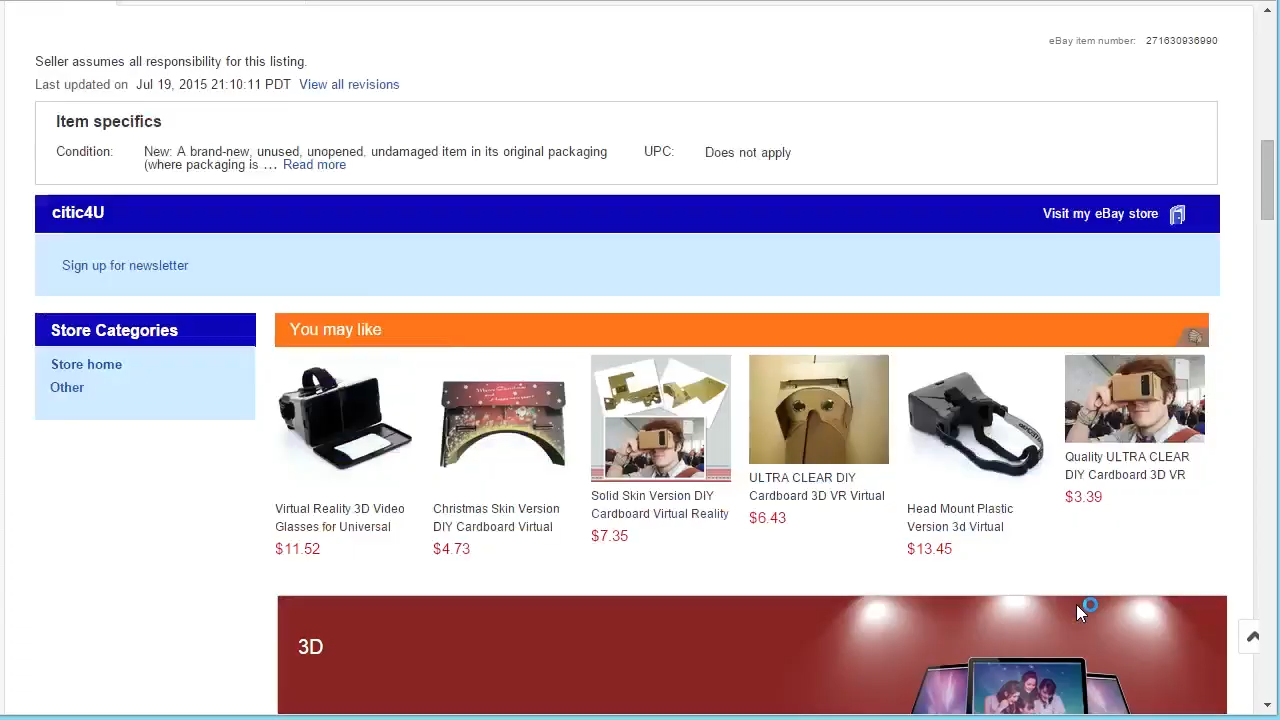 eBay item number: 271630936990
Seller assumes all responsibility for this listing.
Last updated on Jul 19, 2015 21:10:11 PDT View all revisions
Item specifics
Condition: New: A brand-new, unused, unopened, undamaged item in its original packaging
(where packaging is … Read more
UPC: Does not apply
citic4U
Visit my eBay store
Sign up for newsletter
Store Categories
Store home
Other
You may like
Virtual Reality 3D Video
Glasses for Universal
$11.52
Christmas Skin Version
DIY Cardboard Virtual
$4.73
Solid Skin Version DIY
Cardboard Virtual Reality
$7.35
ULTRA CLEAR DIY
Cardboard 3D VR Virtual
$6.43
Head Mount Plastic
Version 3d Virtual
$13.45
Quality ULTRA CLEAR
DIY Cardboard 3D VR
$3.39
3D